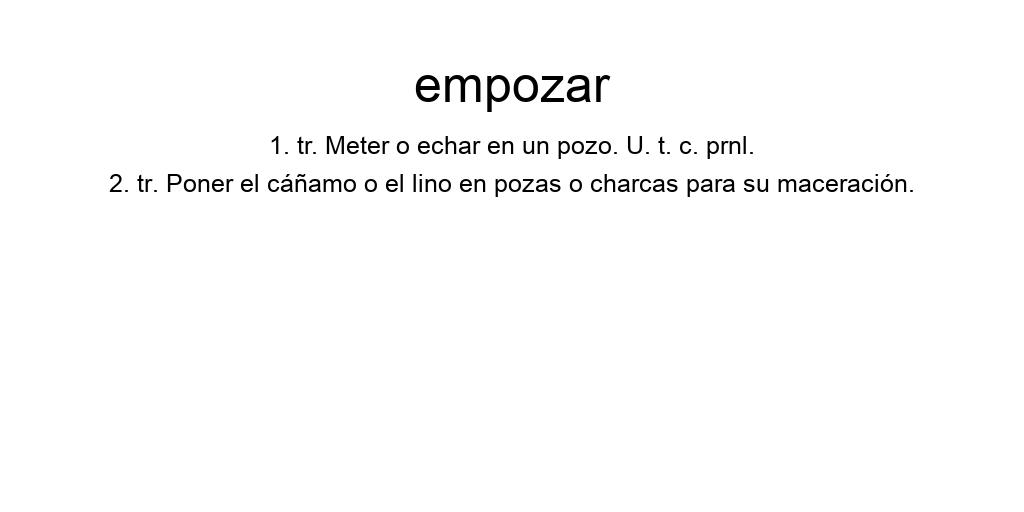 empozar
1. tr. Meter o echar en un pozo. U. t. c. prnl.
2. tr. Poner el cáñamo o el lino en pozas o charcas para su maceración.